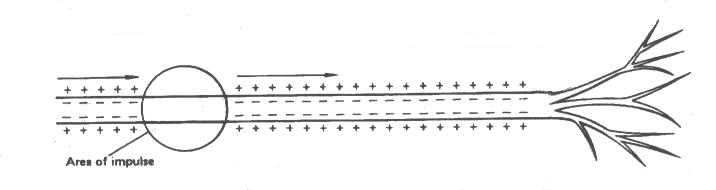 + + + + +
+ + + + + + + + + + + + + + + + + +
− − − − −
− − − − − − − − − − − − − − − − − −
− − − − −
− − − − − − − − − − − − − − − − − −
+ + + + +
+ + + + + + + + + + + + + + + + + +
Area of impulse